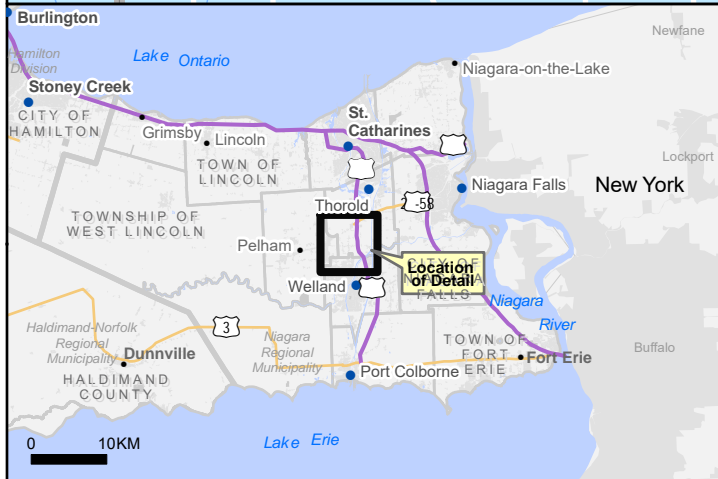 Burlington
Newfane
Hamilton
Division
Lake Ontario
Niagara-on-the-Lake
Stoney Creek
CITY OF
HAMILTON
Grimsby
Lincoln
St.
Catharines
TOWN OF
LINCOLN
Lockport
Niagara Falls
New York
Thorold
-58
TOWNSHIP OF
WEST LINCOLN
Pelham
CITY OF
NIAGARA
FALLS
Location
of Detail
Welland
Niagara
River
Haldimand-Norfolk
Regional
Municipality
3
Niagara
Regional
Municipality
Dunnville
HALDIMAND
COUNTY
TOWN OF
FORT
ERIE
Fort Erie
Buffalo
Port Colborne
Lake Erie
0 10KM